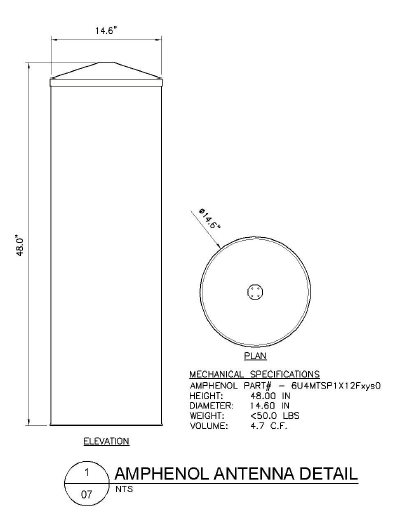 14.6"
48.0"
ø14.6"
PLAN
MECHANICAL SPECIFICATIONS
AMPHENOL PART# - 6U4MTSP1X12Fxys0
HEIGHT: 48.00 IN
DIAMETER: 14.60 IN
WEIGHT: <50.0 LBS
VOLUME: 4.7 C.F.
ELEVATION
1
07
AMPHENOL ANTENNA DETAIL
NTS